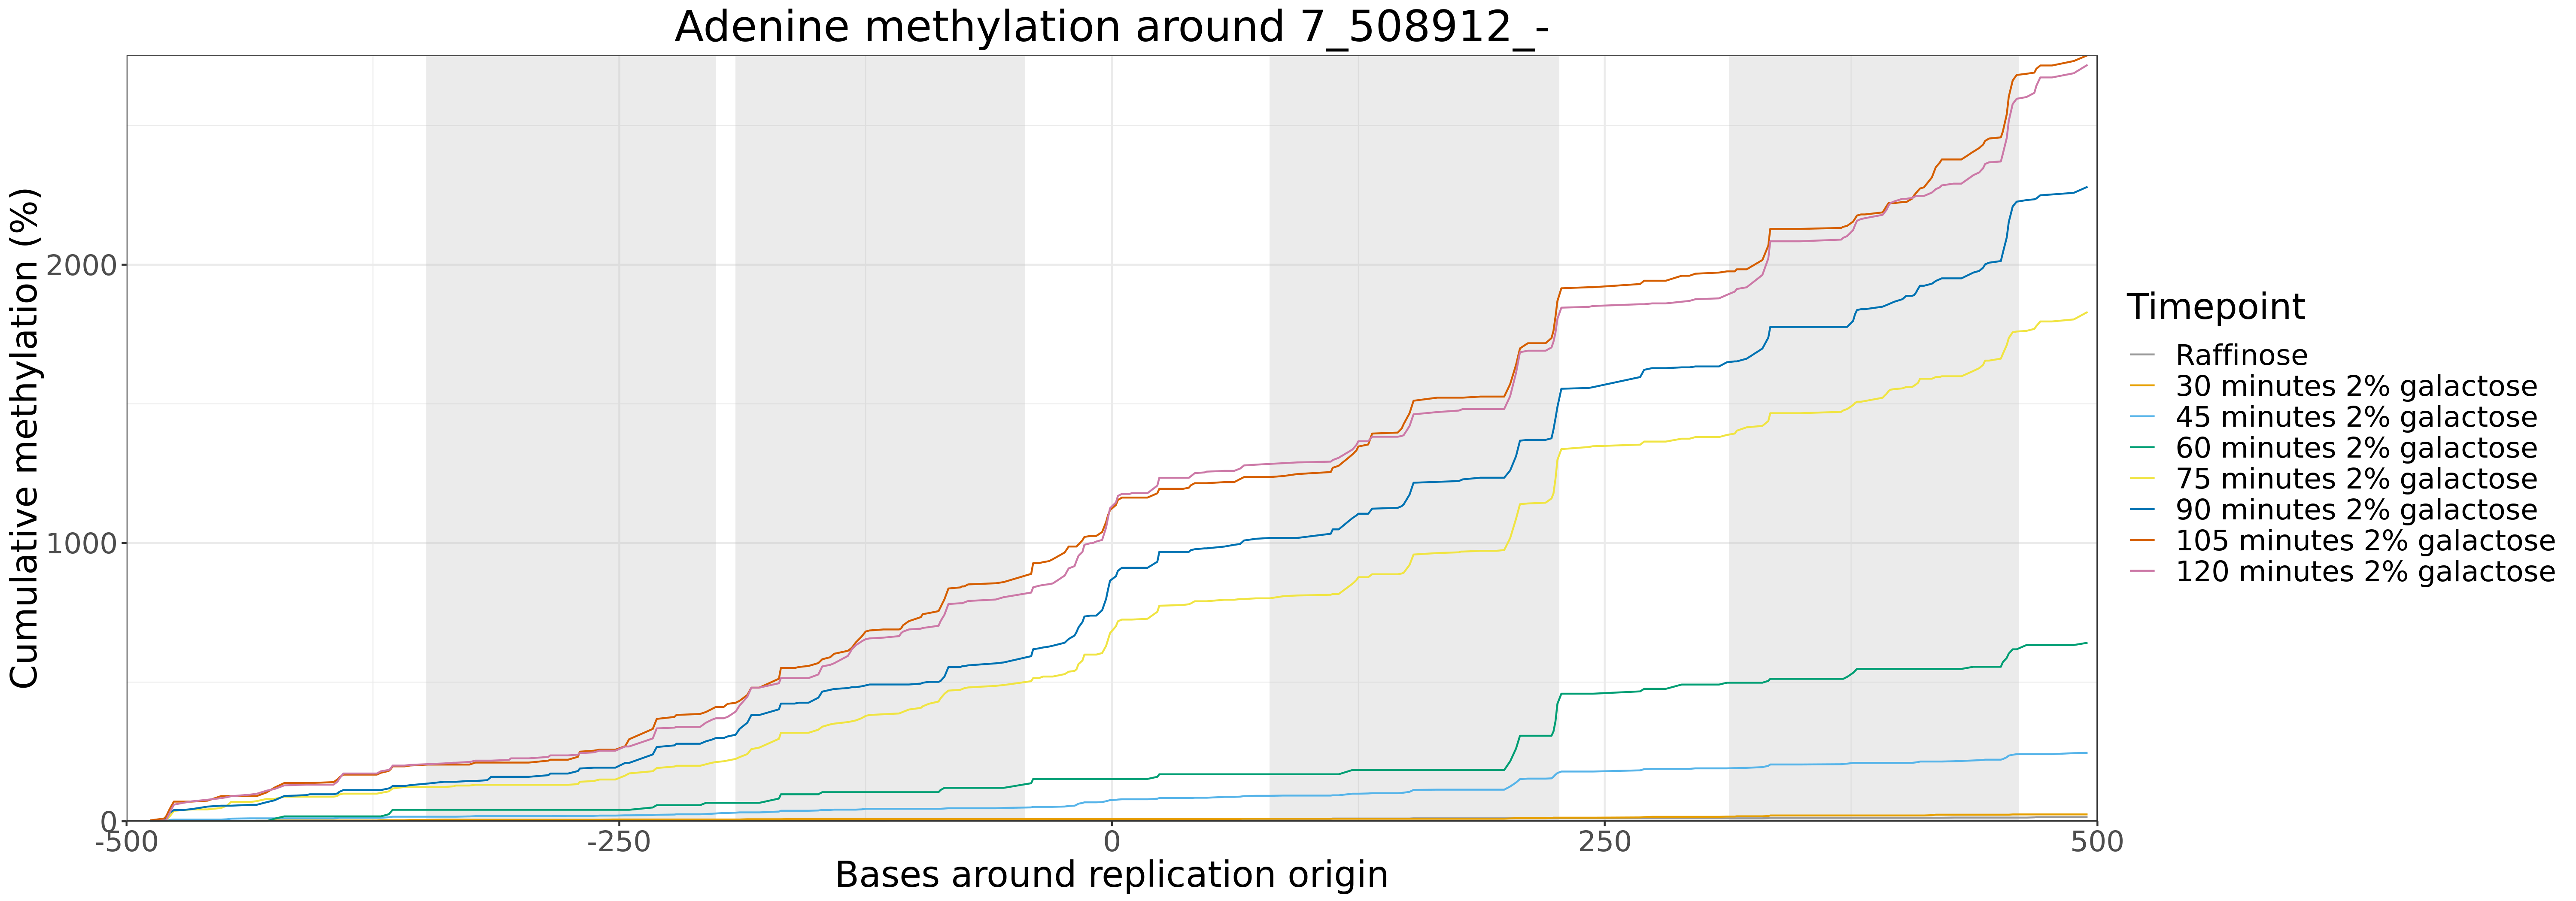 Adenine methylation around 7_508912_-
Cumulative methylation (%)
2000
1000
0
-500
-250
0
250
500
Bases around replication origin
Timepoint
Raffinose
30 minutes 2% galactose
45 minutes 2% galactose
60 minutes 2% galactose
75 minutes 2% galactose
90 minutes 2% galactose
105 minutes 2% galactose
120 minutes 2% galactose